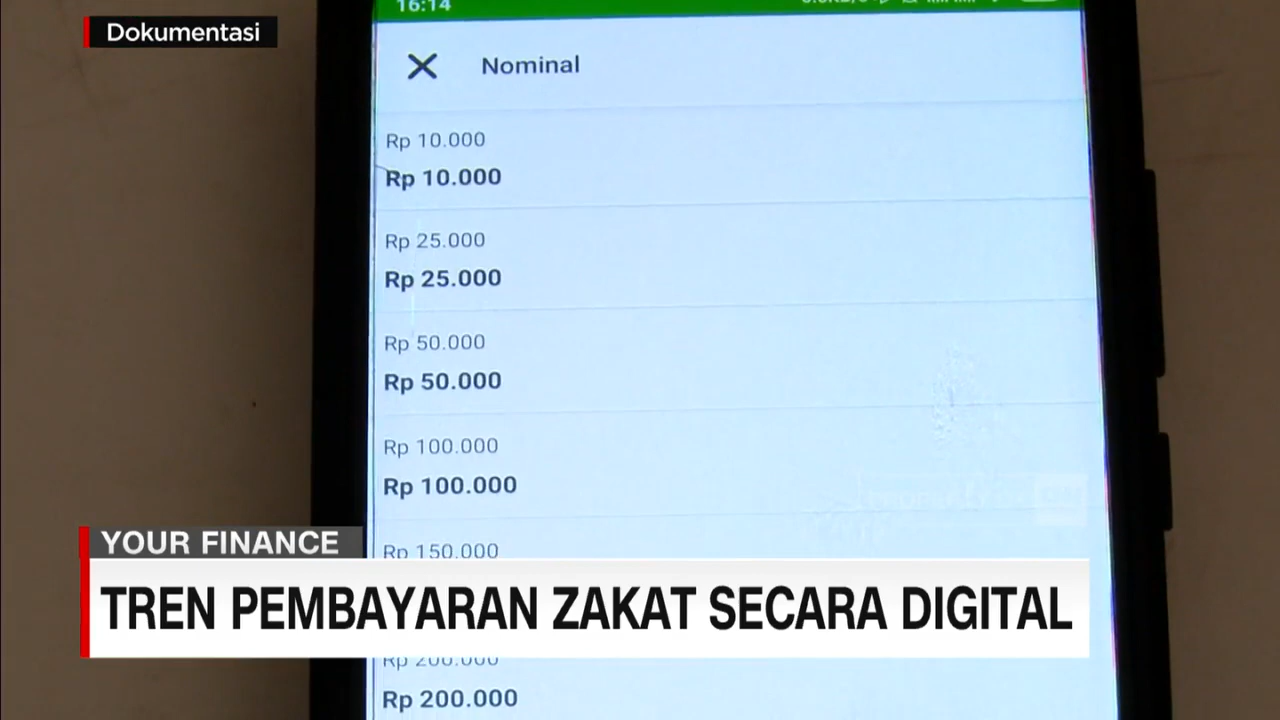 Dokumentasi
16:14
Nominal
Rp 10.000
Rp 10.000
Rp 25.000
Rp 25.000
Rp 50.000
Rp 50.000
Rp 100.000
Rp 100.000
Rp 150.000
YOUR FINANCE
TREN PEMBAYARAN ZAKAT SECARA DIGITAL
Rp 200.000
Rp 200.000